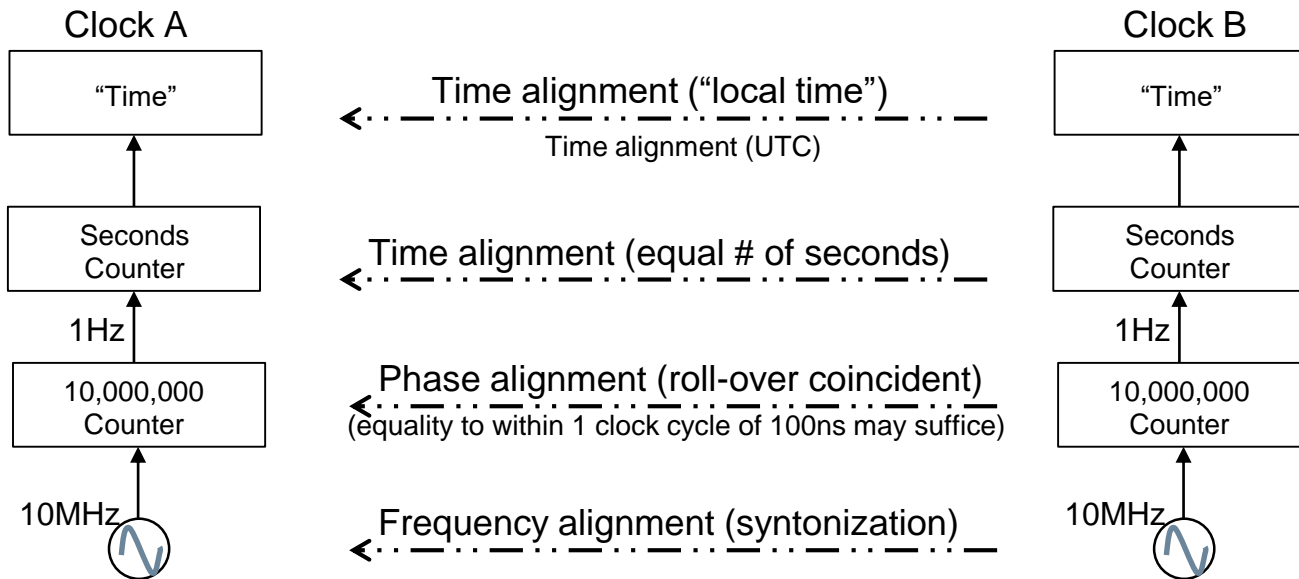 Clock A
Clock B
“Time”
Time alignment (“local time”)
Time alignment (UTC)
“Time”
Seconds
Counter
Time alignment (equal # of seconds)
Seconds
Counter
1Hz
1Hz
10,000,000
Counter
Phase alignment (roll-over coincident)
(equality to within 1 clock cycle of 100ns may suffice)
10,000,000
Counter
10MHz
Frequency alignment (syntonization)
10MHz